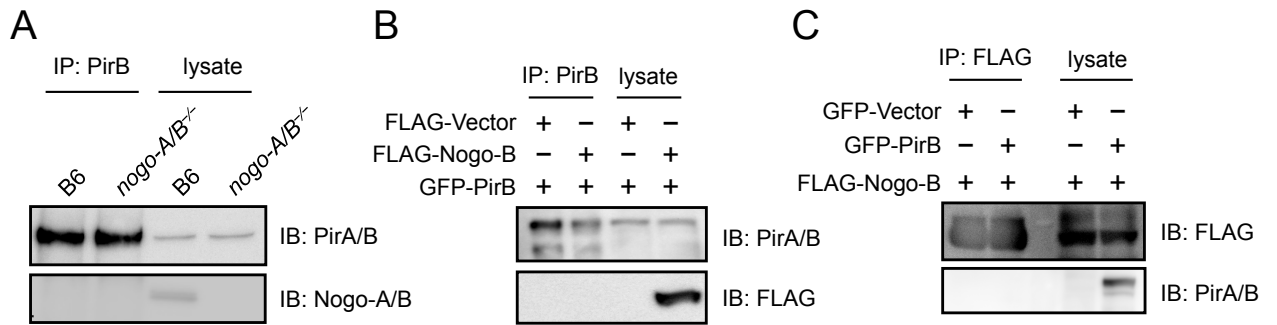 A
IP: PirB lysate
B6 nogo-A/B-/- B6 nogo-A/B-/-
IB: PirA/B
IB: Nogo-A/B
B
IP: PirB lysate
FLAG-Vector + − + −
FLAG-Nogo-B − + − +
GFP-PirB + + + +
IB: PirA/B
IB: FLAG
C
IP: FLAG lysate
GFP-Vector + − + −
GFP-PirB − + − +
FLAG-Nogo-B + + + +
IB: FLAG
IB: PirA/B